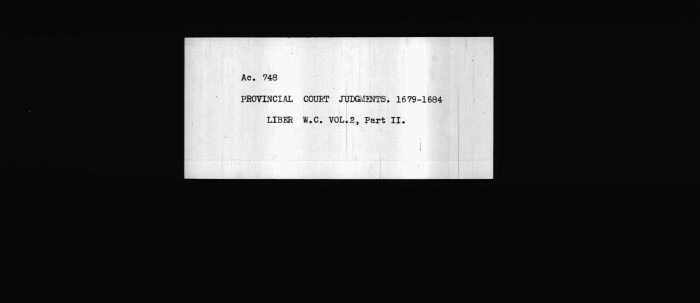 Ac. 748
PROVINCIAL COURT JUDGMENTS. 1679-1684
LIBER W.C. VOL.2, Part II.